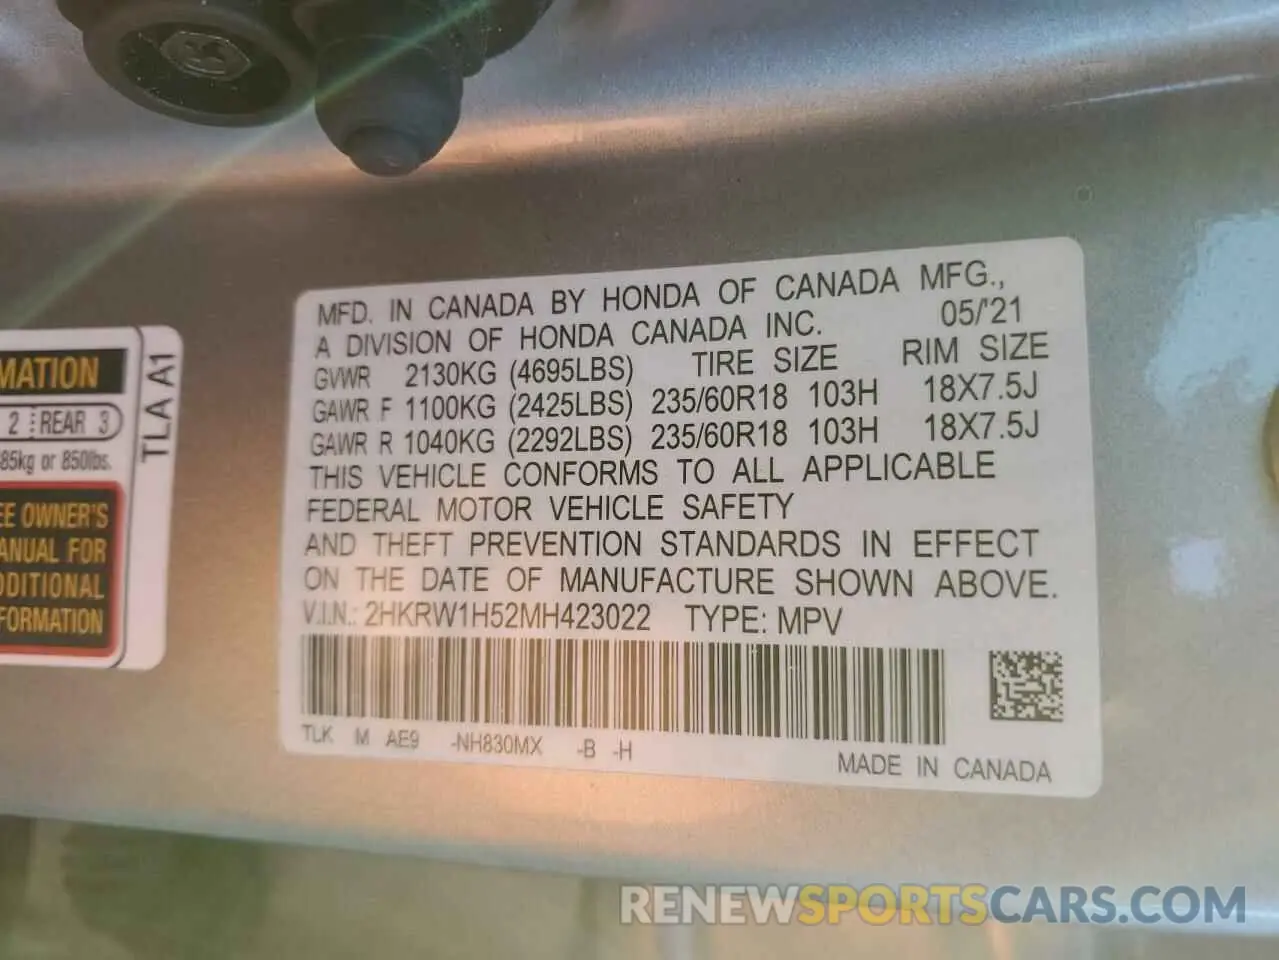 MATION
2 REAR 3
85kg or 850lbs.
EE OWNER'S
ANUAL FOR
DDITIONAL
FORMATION
TLA A1
MFD. IN CANADA BY HONDA OF CANADA MFG.,
A DIVISION OF HONDA CANADA INC. 05/'21
GVWR 2130KG (4695LBS) TIRE SIZE RIM SIZE
GAWR F 1100KG (2425LBS) 235/60R18 103H 18X7.5J
GAWR R 1040KG (2292LBS) 235/60R18 103H 18X7.5J
THIS VEHICLE CONFORMS TO ALL APPLICABLE
FEDERAL MOTOR VEHICLE SAFETY
AND THEFT PREVENTION STANDARDS IN EFFECT
ON THE DATE OF MANUFACTURE SHOWN ABOVE.
V.I.N.: 2HKRW1H52MH423022 TYPE: MPV
TLK M AE9 -NH830MX -B -H
MADE IN CANADA
RENEWSPORTSCARS.COM